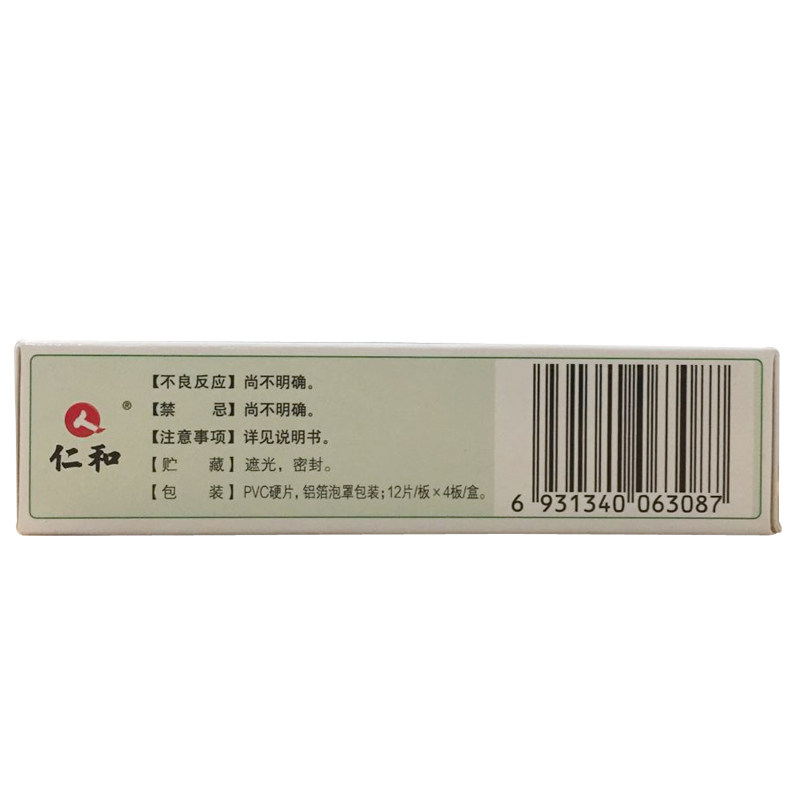 仁和
®
【不良反应】尚不明确。
【禁 忌】尚不明确。
【注意事项】详见说明书。
【贮 藏】遮光，密封。
【包 装】PVC硬片，铝箔泡罩包装；12片/板×4板/盒。
6 931340 063087